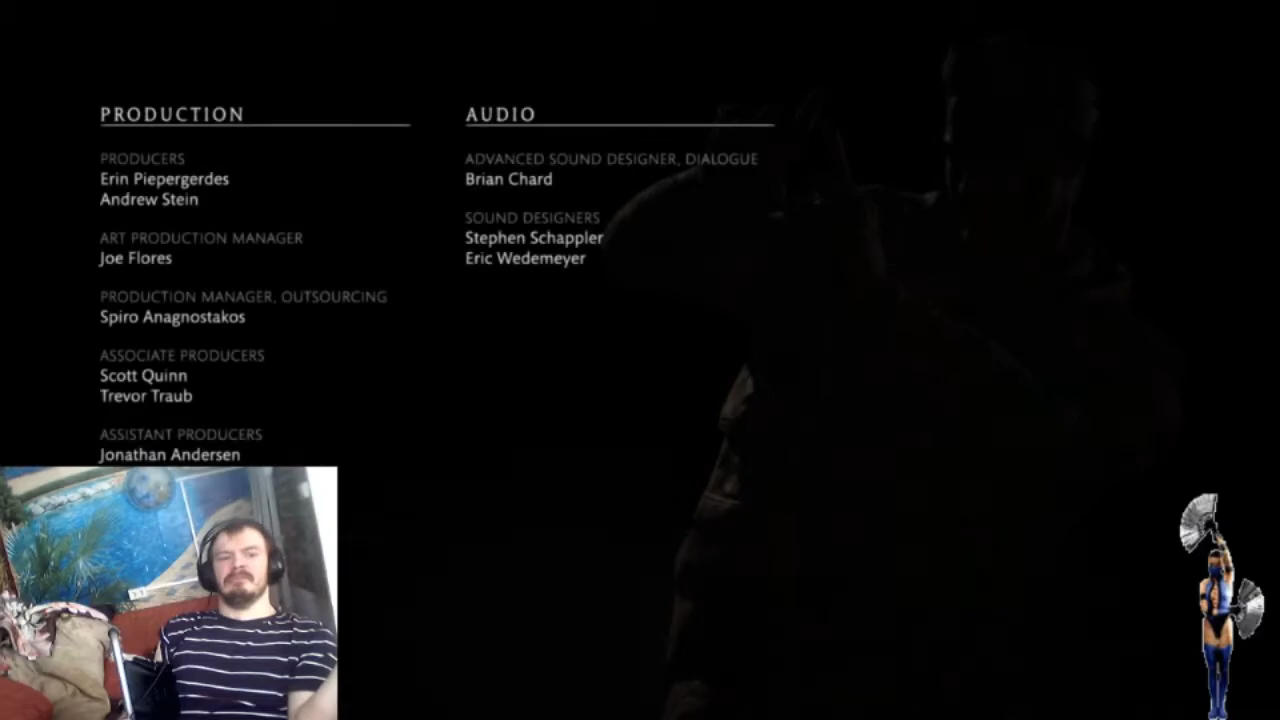 PRODUCTION
PRODUCERS
Erin Piepergerdes
Andrew Stein
ART PRODUCTION MANAGER
Joe Flores
PRODUCTION MANAGER, OUTSOURCING
Spiro Anagnostakos
ASSOCIATE PRODUCERS
Scott Quinn
Trevor Traub
ASSISTANT PRODUCERS
Jonathan Andersen
AUDIO
ADVANCED SOUND DESIGNER, DIALOGUE
Brian Chard
SOUND DESIGNERS
Stephen Schappler
Eric Wedemeyer